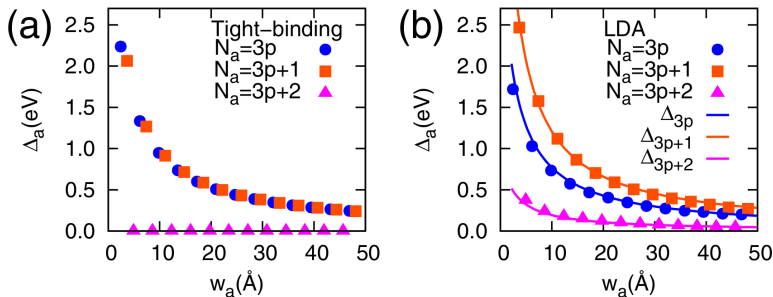 (a)
Tight−binding
Nₐ=3p
Nₐ=3p+1
Nₐ=3p+2
Δₐ(eV)
2.5
2.0
1.5
1.0
0.5
0.0
0 10 20 30 40 50
wₐ(Å)
(b)
LDA
Nₐ=3p
Nₐ=3p+1
Nₐ=3p+2
Δ₃ₚ
Δ₃ₚ₊₁
Δ₃ₚ₊₂
Δₐ(eV)
2.5
2.0
1.5
1.0
0.5
0.0
0 10 20 30 40 50
wₐ(Å)